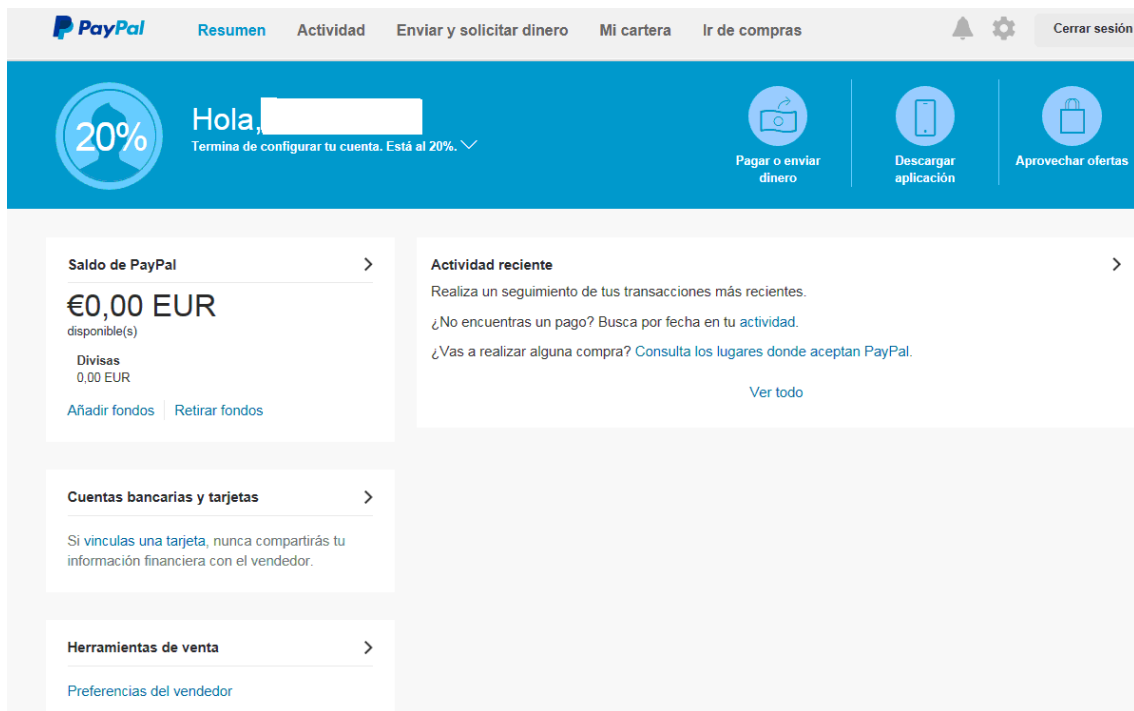 PayPal
Resumen
Actividad
Enviar y solicitar dinero
Mi cartera
Ir de compras
Cerrar sesión
20%
Hola,
Termina de configurar tu cuenta. Está al 20%.
Pagar o enviar
dinero
Descargar
aplicación
Aprovechar ofertas
Saldo de PayPal
€0,00 EUR
disponible(s)
Divisas
0,00 EUR
Añadir fondos
Retirar fondos
Actividad reciente
Realiza un seguimiento de tus transacciones más recientes.
¿No encuentras un pago? Busca por fecha en tu actividad.
¿Vas a realizar alguna compra? Consulta los lugares donde aceptan PayPal.
Ver todo
Cuentas bancarias y tarjetas
Si vinculas una tarjeta, nunca compartirás tu
información financiera con el vendedor.
Herramientas de venta
Preferencias del vendedor